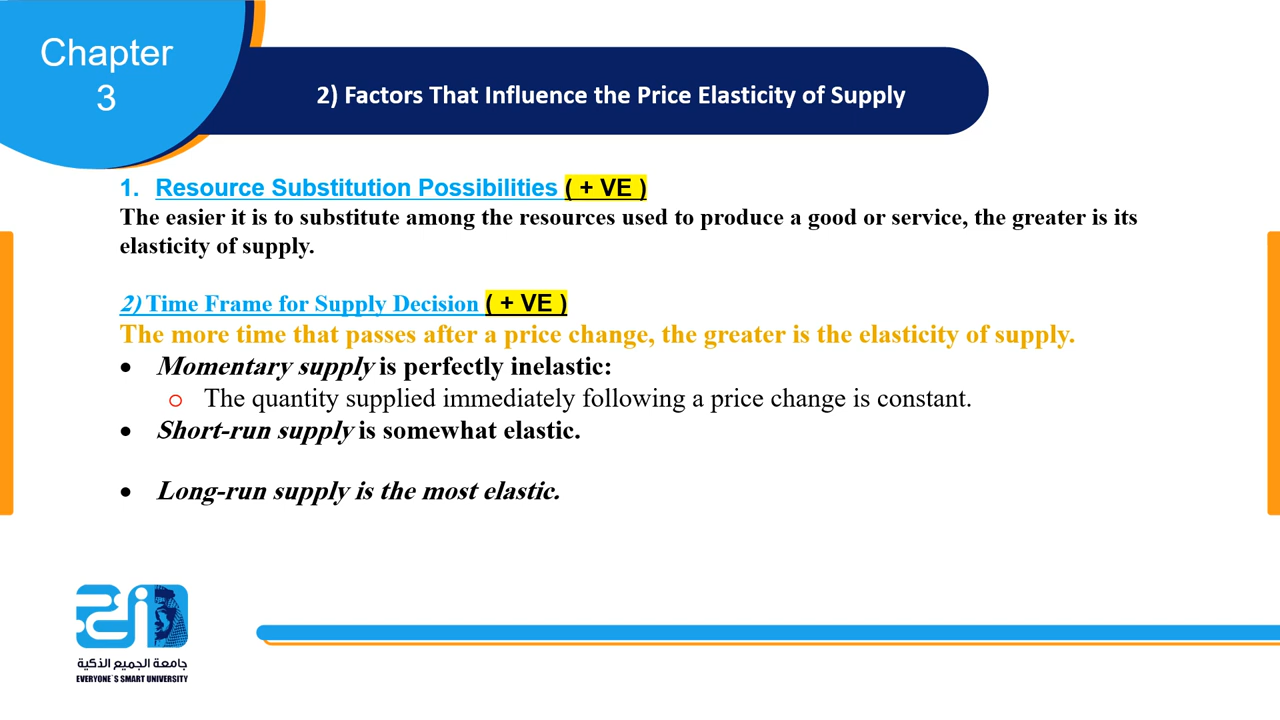 Chapter
3
2) Factors That Influence the Price Elasticity of Supply
1. Resource Substitution Possibilities ( + VE )
The easier it is to substitute among the resources used to produce a good or service, the greater is its
elasticity of supply.
2) Time Frame for Supply Decision ( + VE )
The more time that passes after a price change, the greater is the elasticity of supply.
• Momentary supply is perfectly inelastic:
o The quantity supplied immediately following a price change is constant.
• Short-run supply is somewhat elastic.
• Long-run supply is the most elastic.
جامعة الجميع الذكية
EVERYONE`S SMART UNIVERSITY